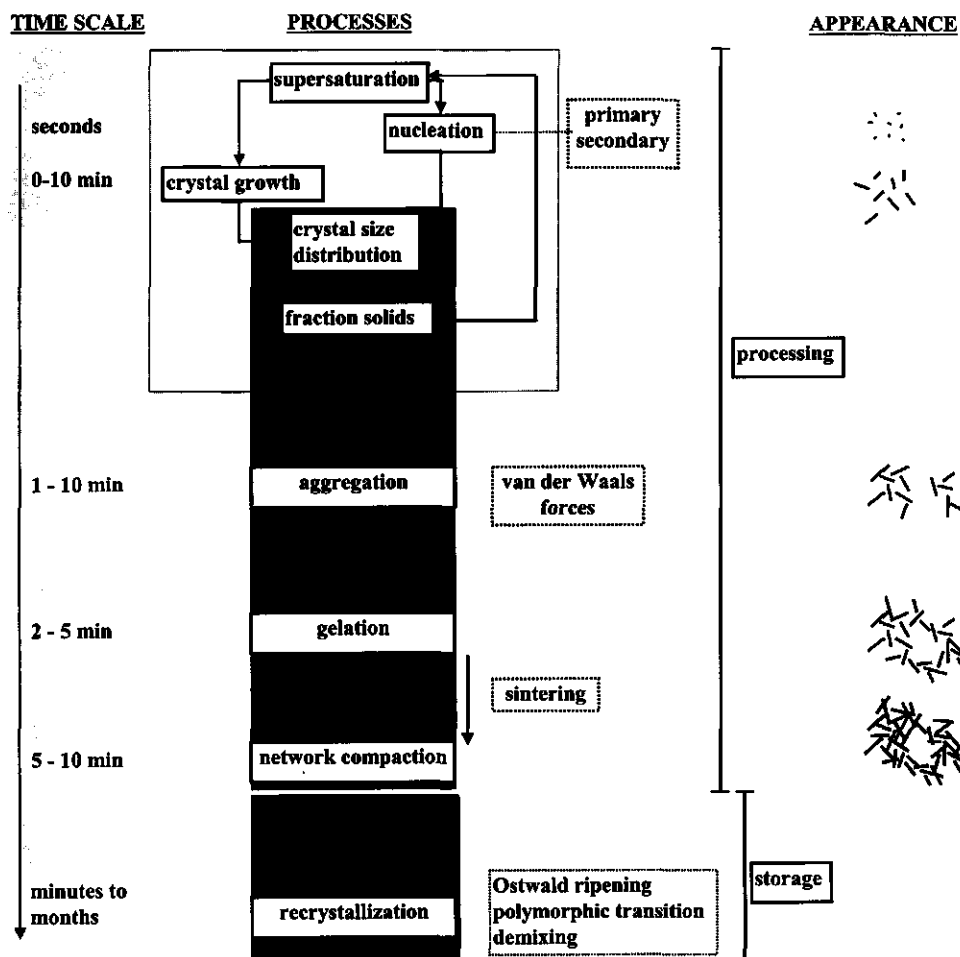 TIME SCALE PROCESSES APPEARANCE
supersaturation
seconds
nucleation
primary
secondary
0-10 min
crystal growth
crystal size
distribution
fraction solids
processing
1 - 10 min
aggregation
van der Waals
forces
2 - 5 min
gelation
sintering
5 - 10 min
network compaction
minutes to
months
recrystallization
Ostwald ripening
polymorphic transition
demixing
storage